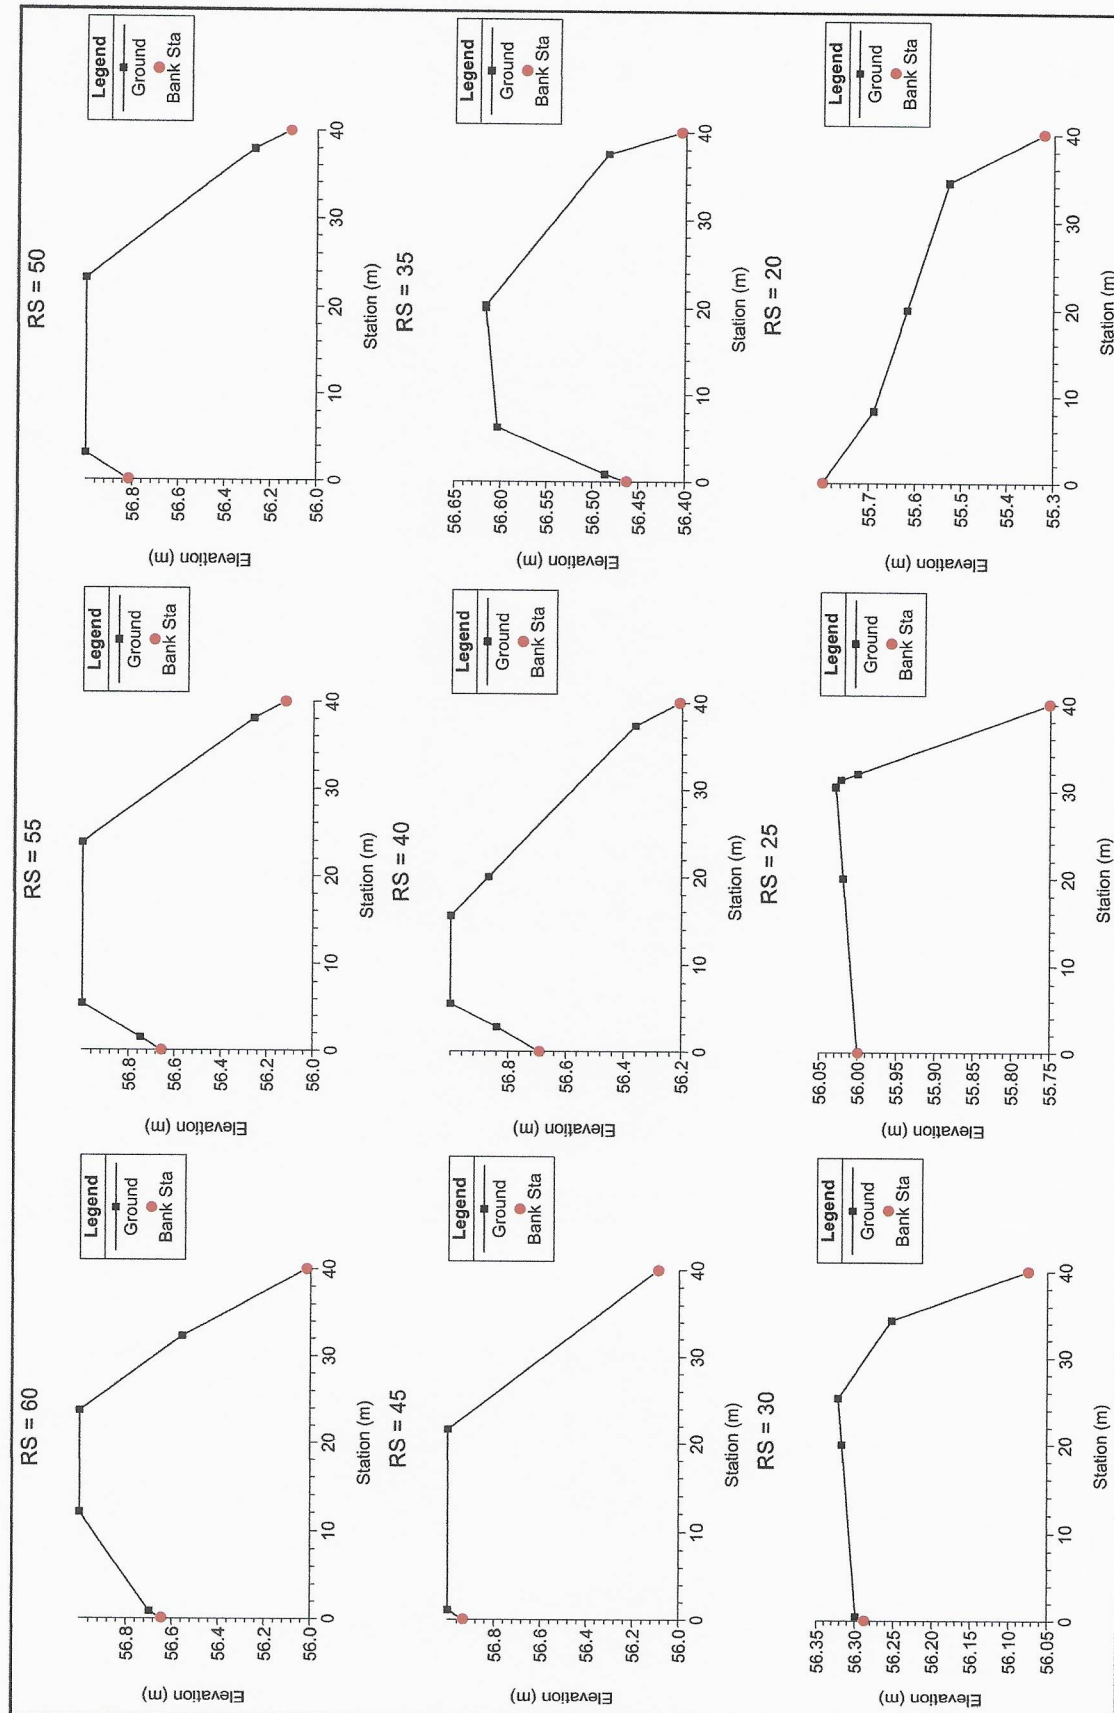 RS = 60
Legend
Ground
Bank Sta
Elevation (m)
56.8
56.6
56.4
56.2
56.0
0 10 20 30 40
Station (m)
RS = 55
Legend
Ground
Bank Sta
Elevation (m)
56.8
56.6
56.4
56.2
56.0
0 10 20 30 40
Station (m)
RS = 50
Legend
Ground
Bank Sta
Elevation (m)
56.8
56.6
56.4
56.2
56.0
0 10 20 30 40
Station (m)
RS = 45
Legend
Ground
Bank Sta
Elevation (m)
56.8
56.6
56.4
56.2
56.0
0 10 20 30 40
Station (m)
RS = 40
Legend
Ground
Bank Sta
Elevation (m)
56.8
56.6
56.4
56.2
0 10 20 30 40
Station (m)
RS = 35
Legend
Ground
Bank Sta
Elevation (m)
56.65
56.60
56.55
56.50
56.45
56.40
0 10 20 30 40
Station (m)
RS = 30
Legend
Ground
Bank Sta
Elevation (m)
56.35
56.30
56.25
56.20
56.15
56.10
56.05
0 10 20 30 40
Station (m)
RS = 25
Legend
Ground
Bank Sta
Elevation (m)
56.05
56.00
55.95
55.90
55.85
55.80
55.75
0 10 20 30 40
Station (m)
RS = 20
Legend
Ground
Bank Sta
Elevation (m)
55.7
55.6
55.5
55.4
55.3
0 10 20 30 40
Station (m)